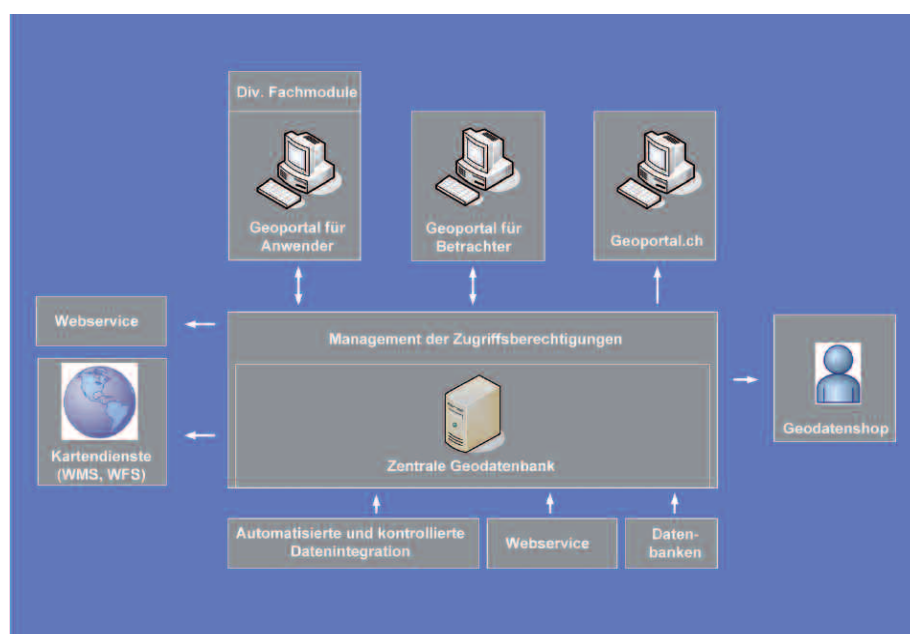 Div. Fachmodule
Geoportal für
Anwender
Geoportal für
Betrachter
Geoportal.ch
Webservice
Management der Zugriffsberechtigungen
Kartendienste
(WMS, WFS)
Zentrale Geodatenbank
Geodatenshop
Automatisierte und kontrollierte
Datenintegration
Webservice
Daten-
banken